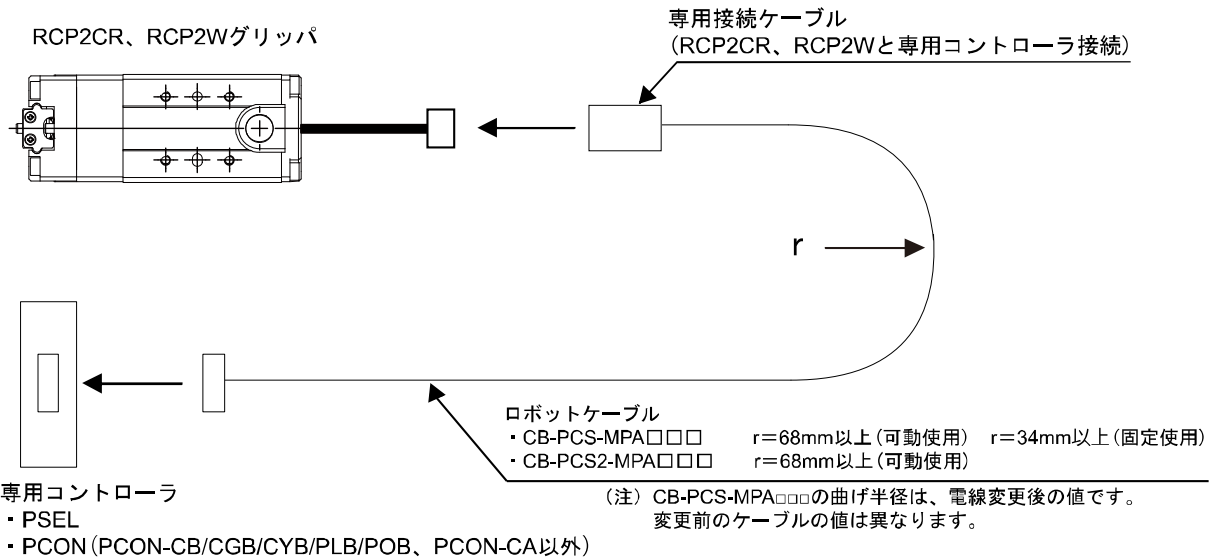 RCP2CR、RCP2Wグリッパ
専用接続ケーブル
(RCP2CR、RCP2Wと専用コントローラ接続)
r
ロボットケーブル
・CB-PCS-MPA□□□ r=68mm以上(可動使用) r=34mm以上(固定使用)
・CB-PCS2-MPA□□□ r=68mm以上(可動使用)
(注) CB-PCS-MPA□□□の曲げ半径は、電線変更後の値です。
変更前のケーブルの値は異なります。
専用コントローラ
・PSEL
・PCON(PCON-CB/CGB/CYB/PLB/POB、PCON-CA以外)